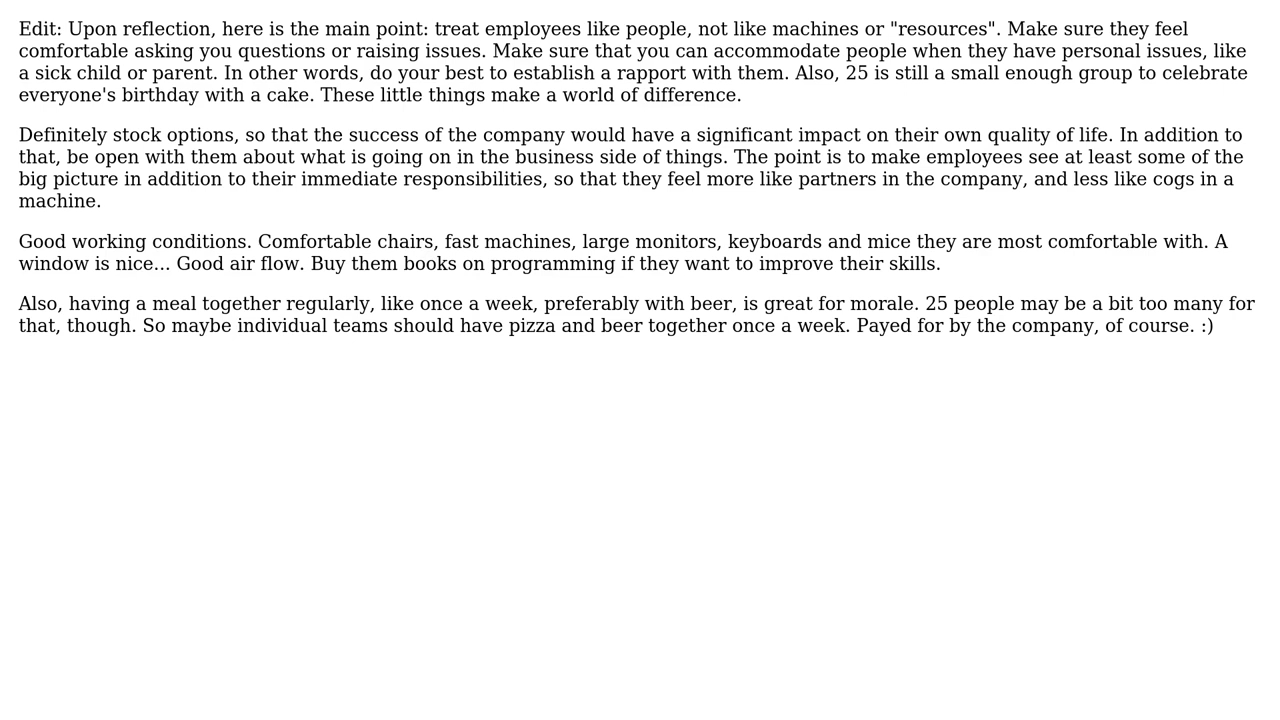 Edit: Upon reflection, here is the main point: treat employees like people, not like machines or "resources". Make sure they feel
comfortable asking you questions or raising issues. Make sure that you can accommodate people when they have personal issues, like
a sick child or parent. In other words, do your best to establish a rapport with them. Also, 25 is still a small enough group to celebrate
everyone's birthday with a cake. These little things make a world of difference.
Definitely stock options, so that the success of the company would have a significant impact on their own quality of life. In addition to
that, be open with them about what is going on in the business side of things. The point is to make employees see at least some of the
big picture in addition to their immediate responsibilities, so that they feel more like partners in the company, and less like cogs in a
machine.
Good working conditions. Comfortable chairs, fast machines, large monitors, keyboards and mice they are most comfortable with. A
window is nice... Good air flow. Buy them books on programming if they want to improve their skills.
Also, having a meal together regularly, like once a week, preferably with beer, is great for morale. 25 people may be a bit too many for
that, though. So maybe individual teams should have pizza and beer together once a week. Payed for by the company, of course. :)